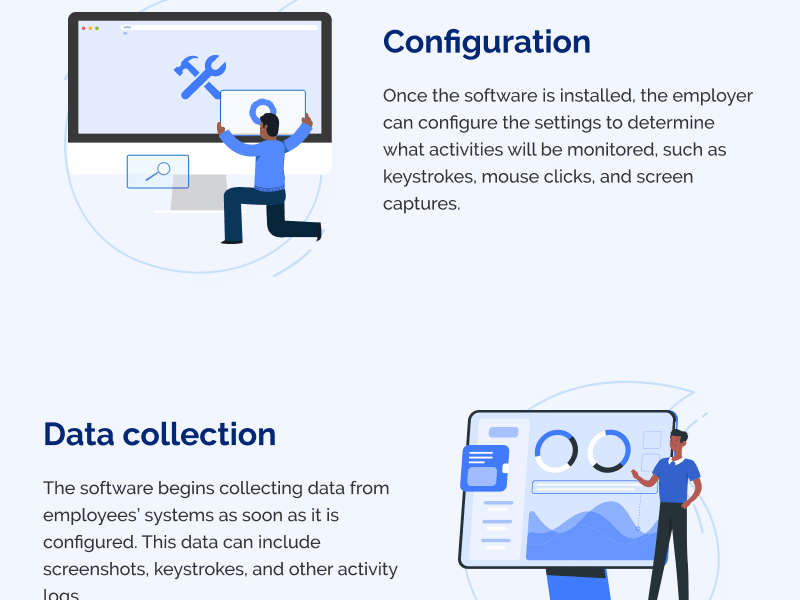 Configuration
Once the software is installed, the employer
can configure the settings to determine
what activities will be monitored, such as
keystrokes, mouse clicks, and screen
captures.
Data collection
The software begins collecting data from
employees’ systems as soon as it is
configured. This data can include
screenshots, keystrokes, and other activity
logs.